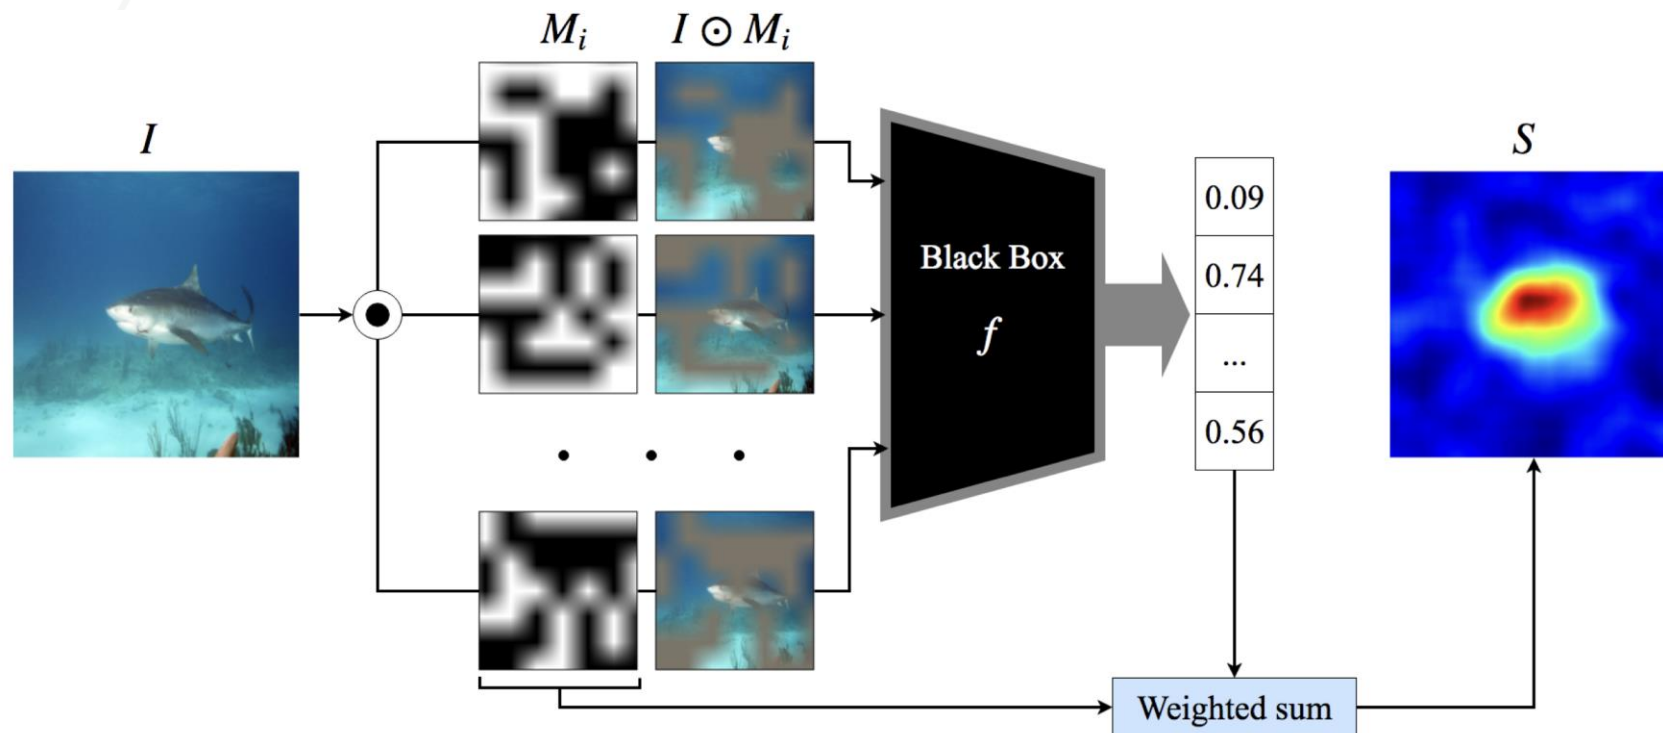 I
M_i
I ⊙ M_i
Black Box
f
0.09
0.74
...
0.56
S
Weighted sum